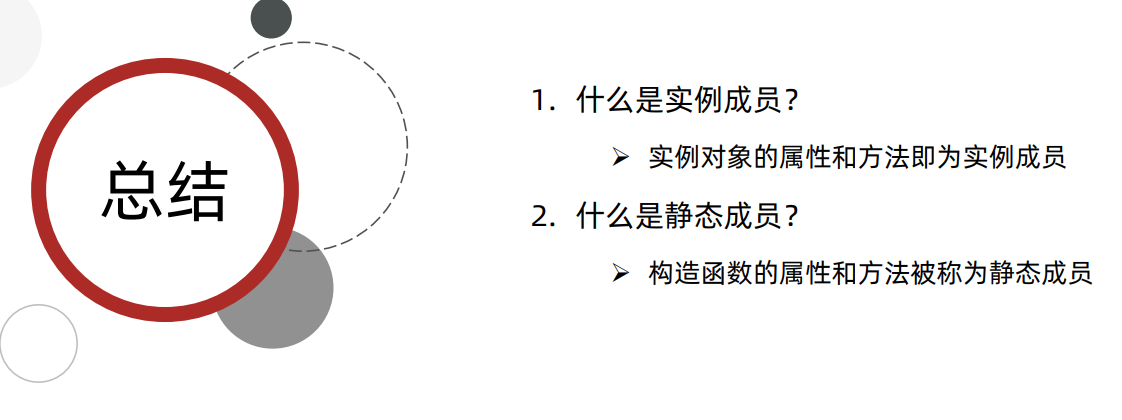 总结
1. 什么是实例成员？
➢ 实例对象的属性和方法即为实例成员
2. 什么是静态成员？
➢ 构造函数的属性和方法被称为静态成员